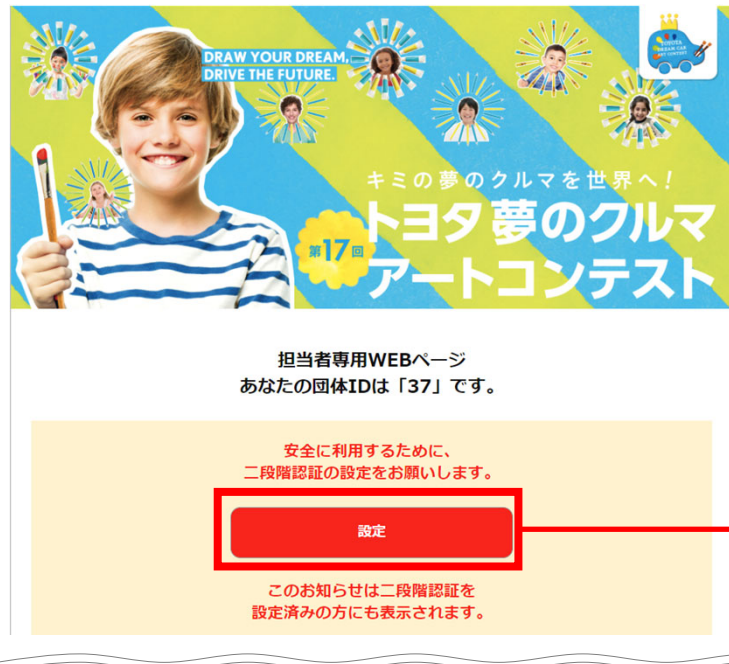 DRAW YOUR DREAM,
DRIVE THE FUTURE.
TOYOTA
DREAM CAR
ART CONTEST
キミの夢のクルマを世界へ!
第17回
トヨタ夢のクルマ
アートコンテスト
担当者専用WEBページ
あなたの団体IDは「37」です。
安全に利用するために、
二段階認証の設定をお願いします。
設定
このお知らせは二段階認証を
設定済みの方にも表示されます。